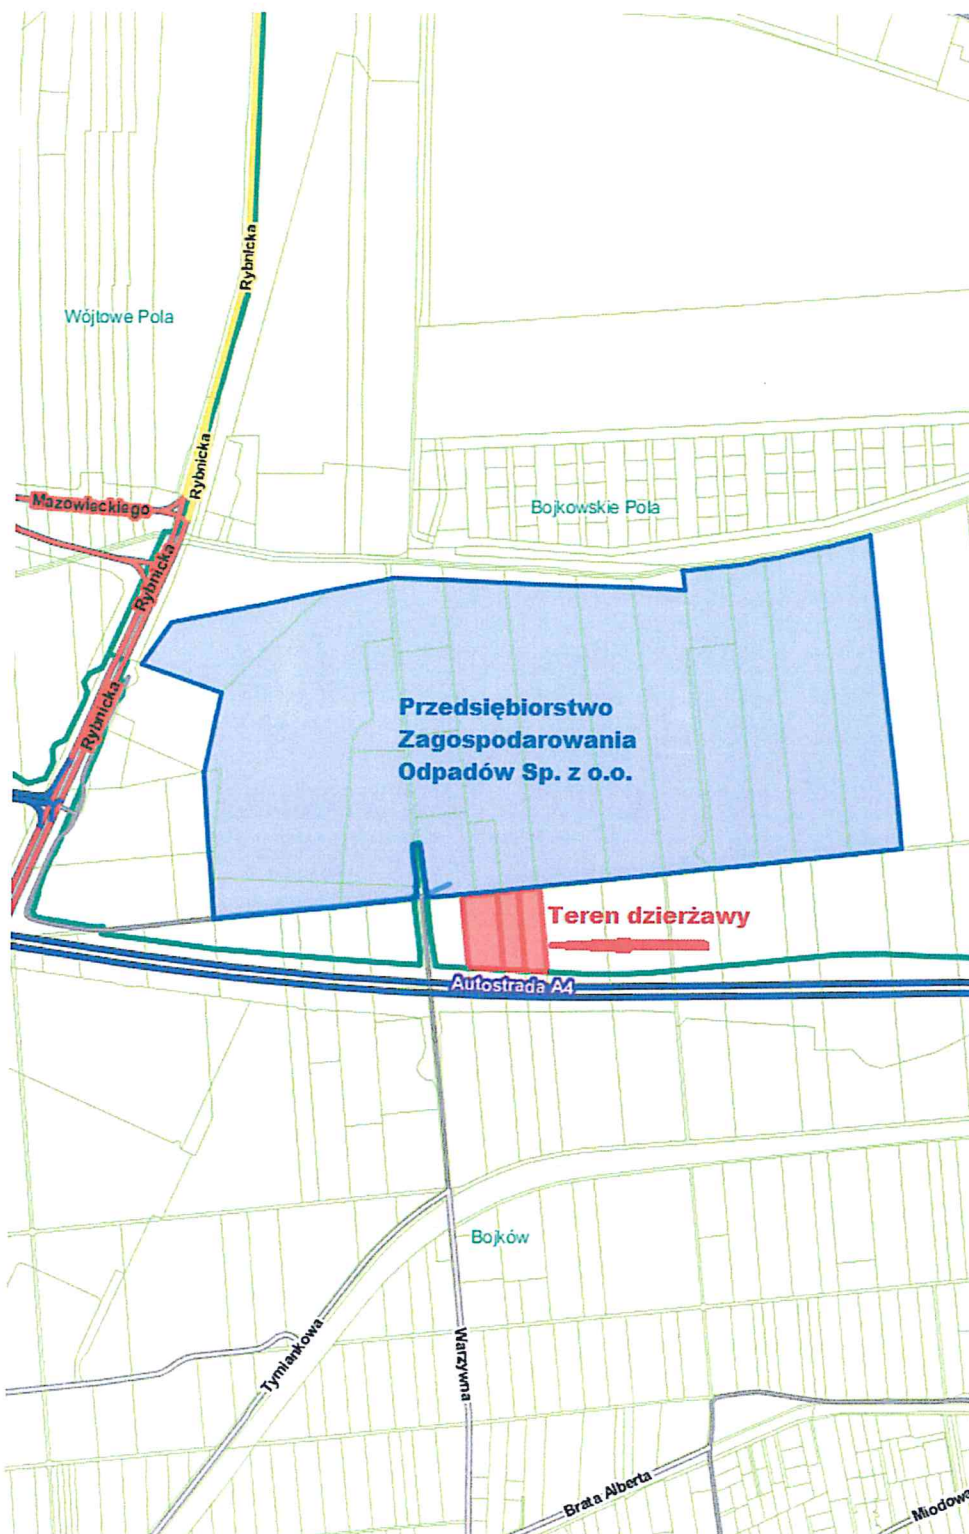 Rybnicka
Wójtowe Pola
Rybnicka
Mazowieckiego
Bojkowskie Pola
Rybnicka
Rybnicka
Przedsiębiorstwo
Zagospodarowania
Odpadów Sp. z o.o.
Teren dzierżawy
Autostrada A4
Bojków
Tymiankowa
Warzywna
Brata Alberta
Miodowa